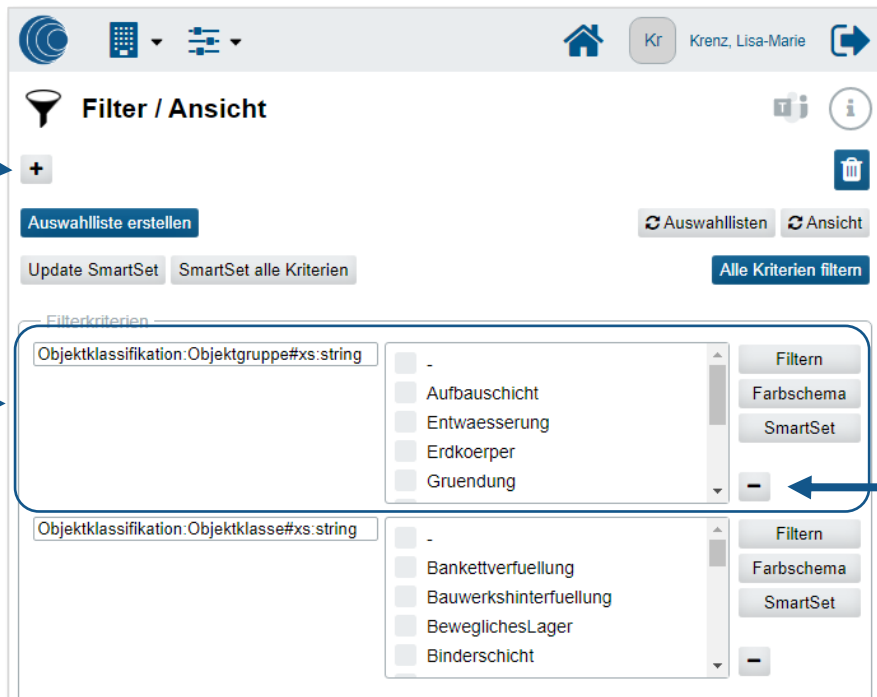 Kr Krenz, Lisa-Marie
Filter / Ansicht
T i
+
Auswahlliste erstellen Auswahllisten Ansicht
Update SmartSet SmartSet alle Kriterien Alle Kriterien filtern
Filterkriterien
Objektklassifikation:Objektgruppe#xs:string
-
Aufbauschicht
Entwaesserung
Erdkoerper
Gruendung
Filtern
Farbschema
SmartSet
-
Objektklassifikation:Objektklasse#xs:string
-
Bankettverfuellung
Bauwerkshinterfuellung
BeweglichesLager
Binderschicht
Filtern
Farbschema
SmartSet
-